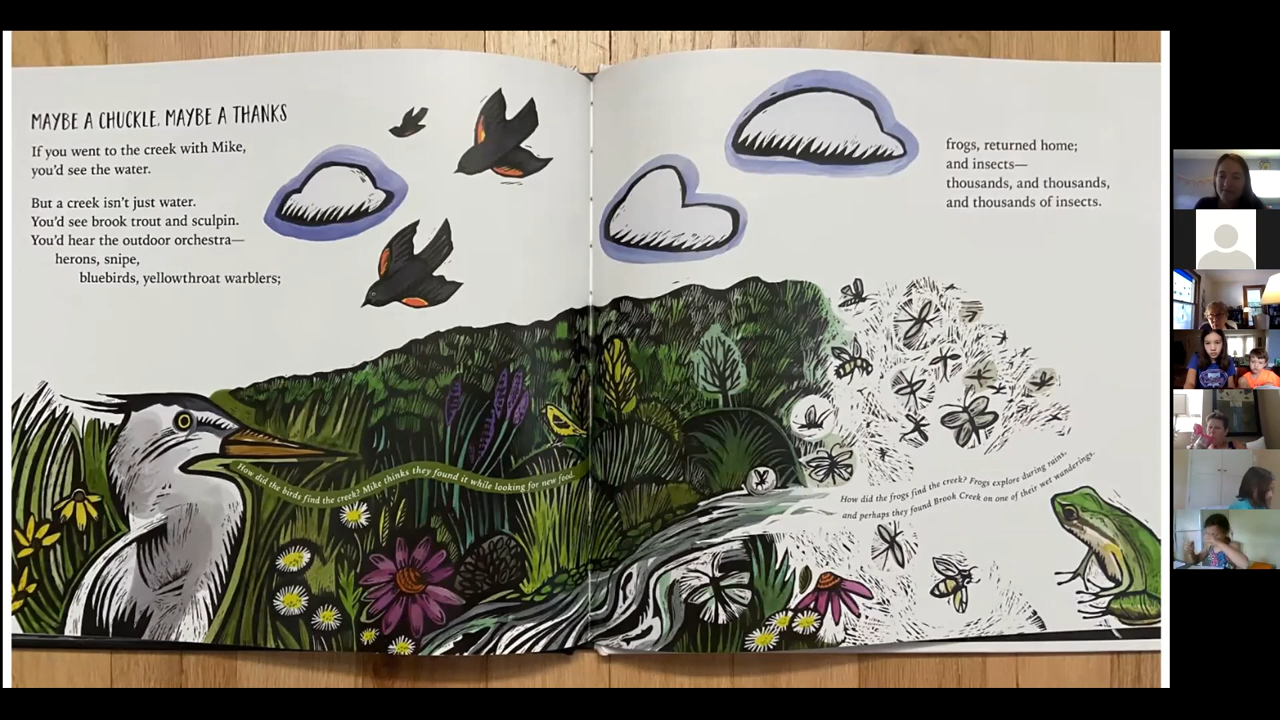 MAYBE A CHUCKLE, MAYBE A THANKS
If you went to the creek with Mike,
you'd see the water.
But a creek isn't just water.
You'd see brook trout and sculpin.
You'd hear the outdoor orchestra—
herons, snipe,
bluebirds, yellowthroat warblers;
How did the birds find the creek? Mike thinks they found it while looking for new food.
frogs, returned home;
and insects—
thousands, and thousands,
and thousands of insects.
How did the frogs find the creek? Frogs explore during rains,
and perhaps they found Brook Creek on one of their wet wanderings.